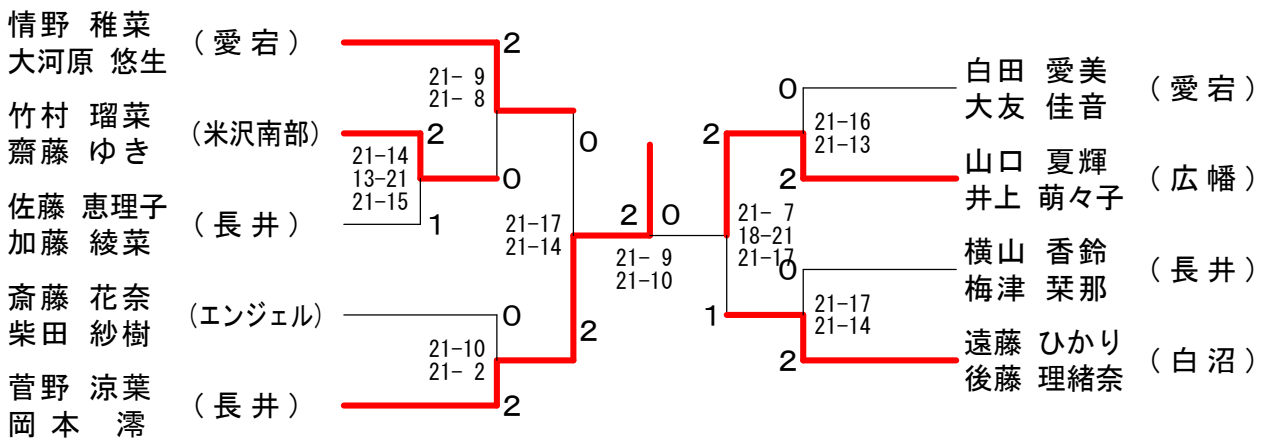 情野 稚菜
大河原 悠生
(愛宕)
2
21- 9
21- 8
竹村 瑠菜
齋藤 ゆき
(米沢南部)
2
0
21-14
13-21
21-15
佐藤 恵理子
加藤 綾菜
(長井)
1
0
21-17
21-14
斎藤 花奈
柴田 紗樹
(エンジェル)
0
2
21-10
21- 2
菅野 涼葉
岡本 澪
(長井)
2
2 0
21- 9
21-10
白田 愛美
大友 佳音
(愛宕)
0
21-16
21-13
2
山口 夏輝
井上 萌々子
(広幡)
2
21- 7
18-21
21-17
横山 香鈴
梅津 栞那
(長井)
0
21-17
21-14
1
遠藤 ひかり
後藤 理緒奈
(白沼)
2